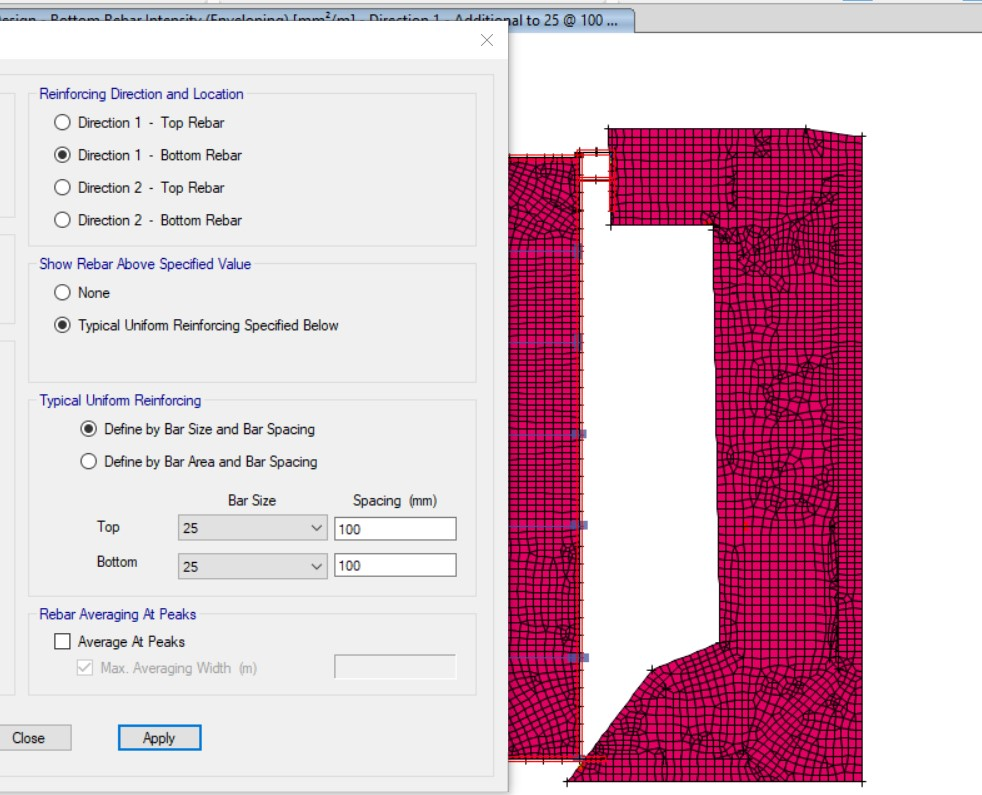 esign - Bottom Rebar Intensity (Enveloping) [mm²/m] - Direction 1 - Additional to 25 @ 100 ...
Reinforcing Direction and Location
Direction 1 - Top Rebar
Direction 1 - Bottom Rebar
Direction 2 - Top Rebar
Direction 2 - Bottom Rebar
Show Rebar Above Specified Value
None
Typical Uniform Reinforcing Specified Below
Typical Uniform Reinforcing
Define by Bar Size and Bar Spacing
Define by Bar Area and Bar Spacing
Bar Size Spacing (mm)
Top 25 100
Bottom 25 100
Rebar Averaging At Peaks
Average At Peaks
Max. Averaging Width (m)
Close Apply